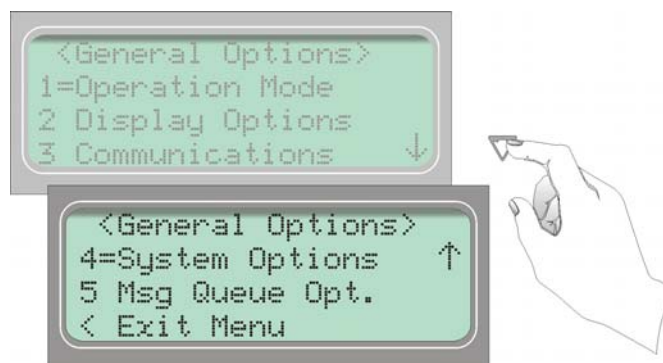 <General Options>
1=Operation Mode
2 Display Options
3 Communications ↓
<General Options>
4=System Options ↑
5 Msg Queue Opt.
< Exit Menu